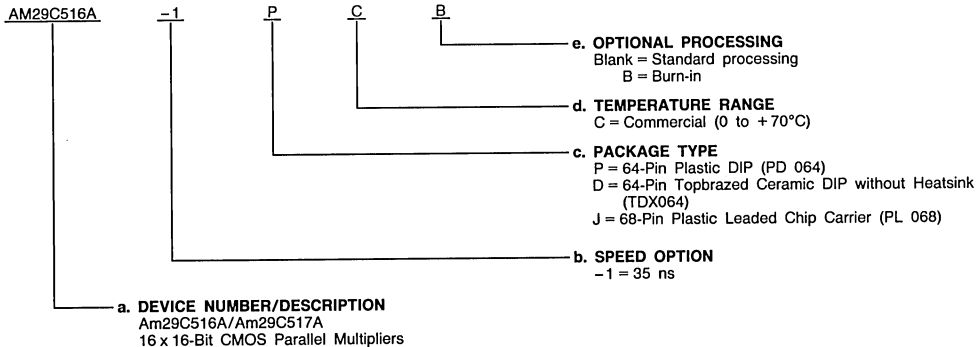 AM29C516A -1 P C B
e. OPTIONAL PROCESSING
Blank = Standard processing
B = Burn-in
d. TEMPERATURE RANGE
C = Commercial (0 to +70°C)
c. PACKAGE TYPE
P = 64-Pin Plastic DIP (PD 064)
D = 64-Pin Topbrazed Ceramic DIP without Heatsink
(TDX064)
J = 68-Pin Plastic Leaded Chip Carrier (PL 068)
b. SPEED OPTION
-1 = 35 ns
a. DEVICE NUMBER/DESCRIPTION
Am29C516A/Am29C517A
16 x 16-Bit CMOS Parallel Multipliers